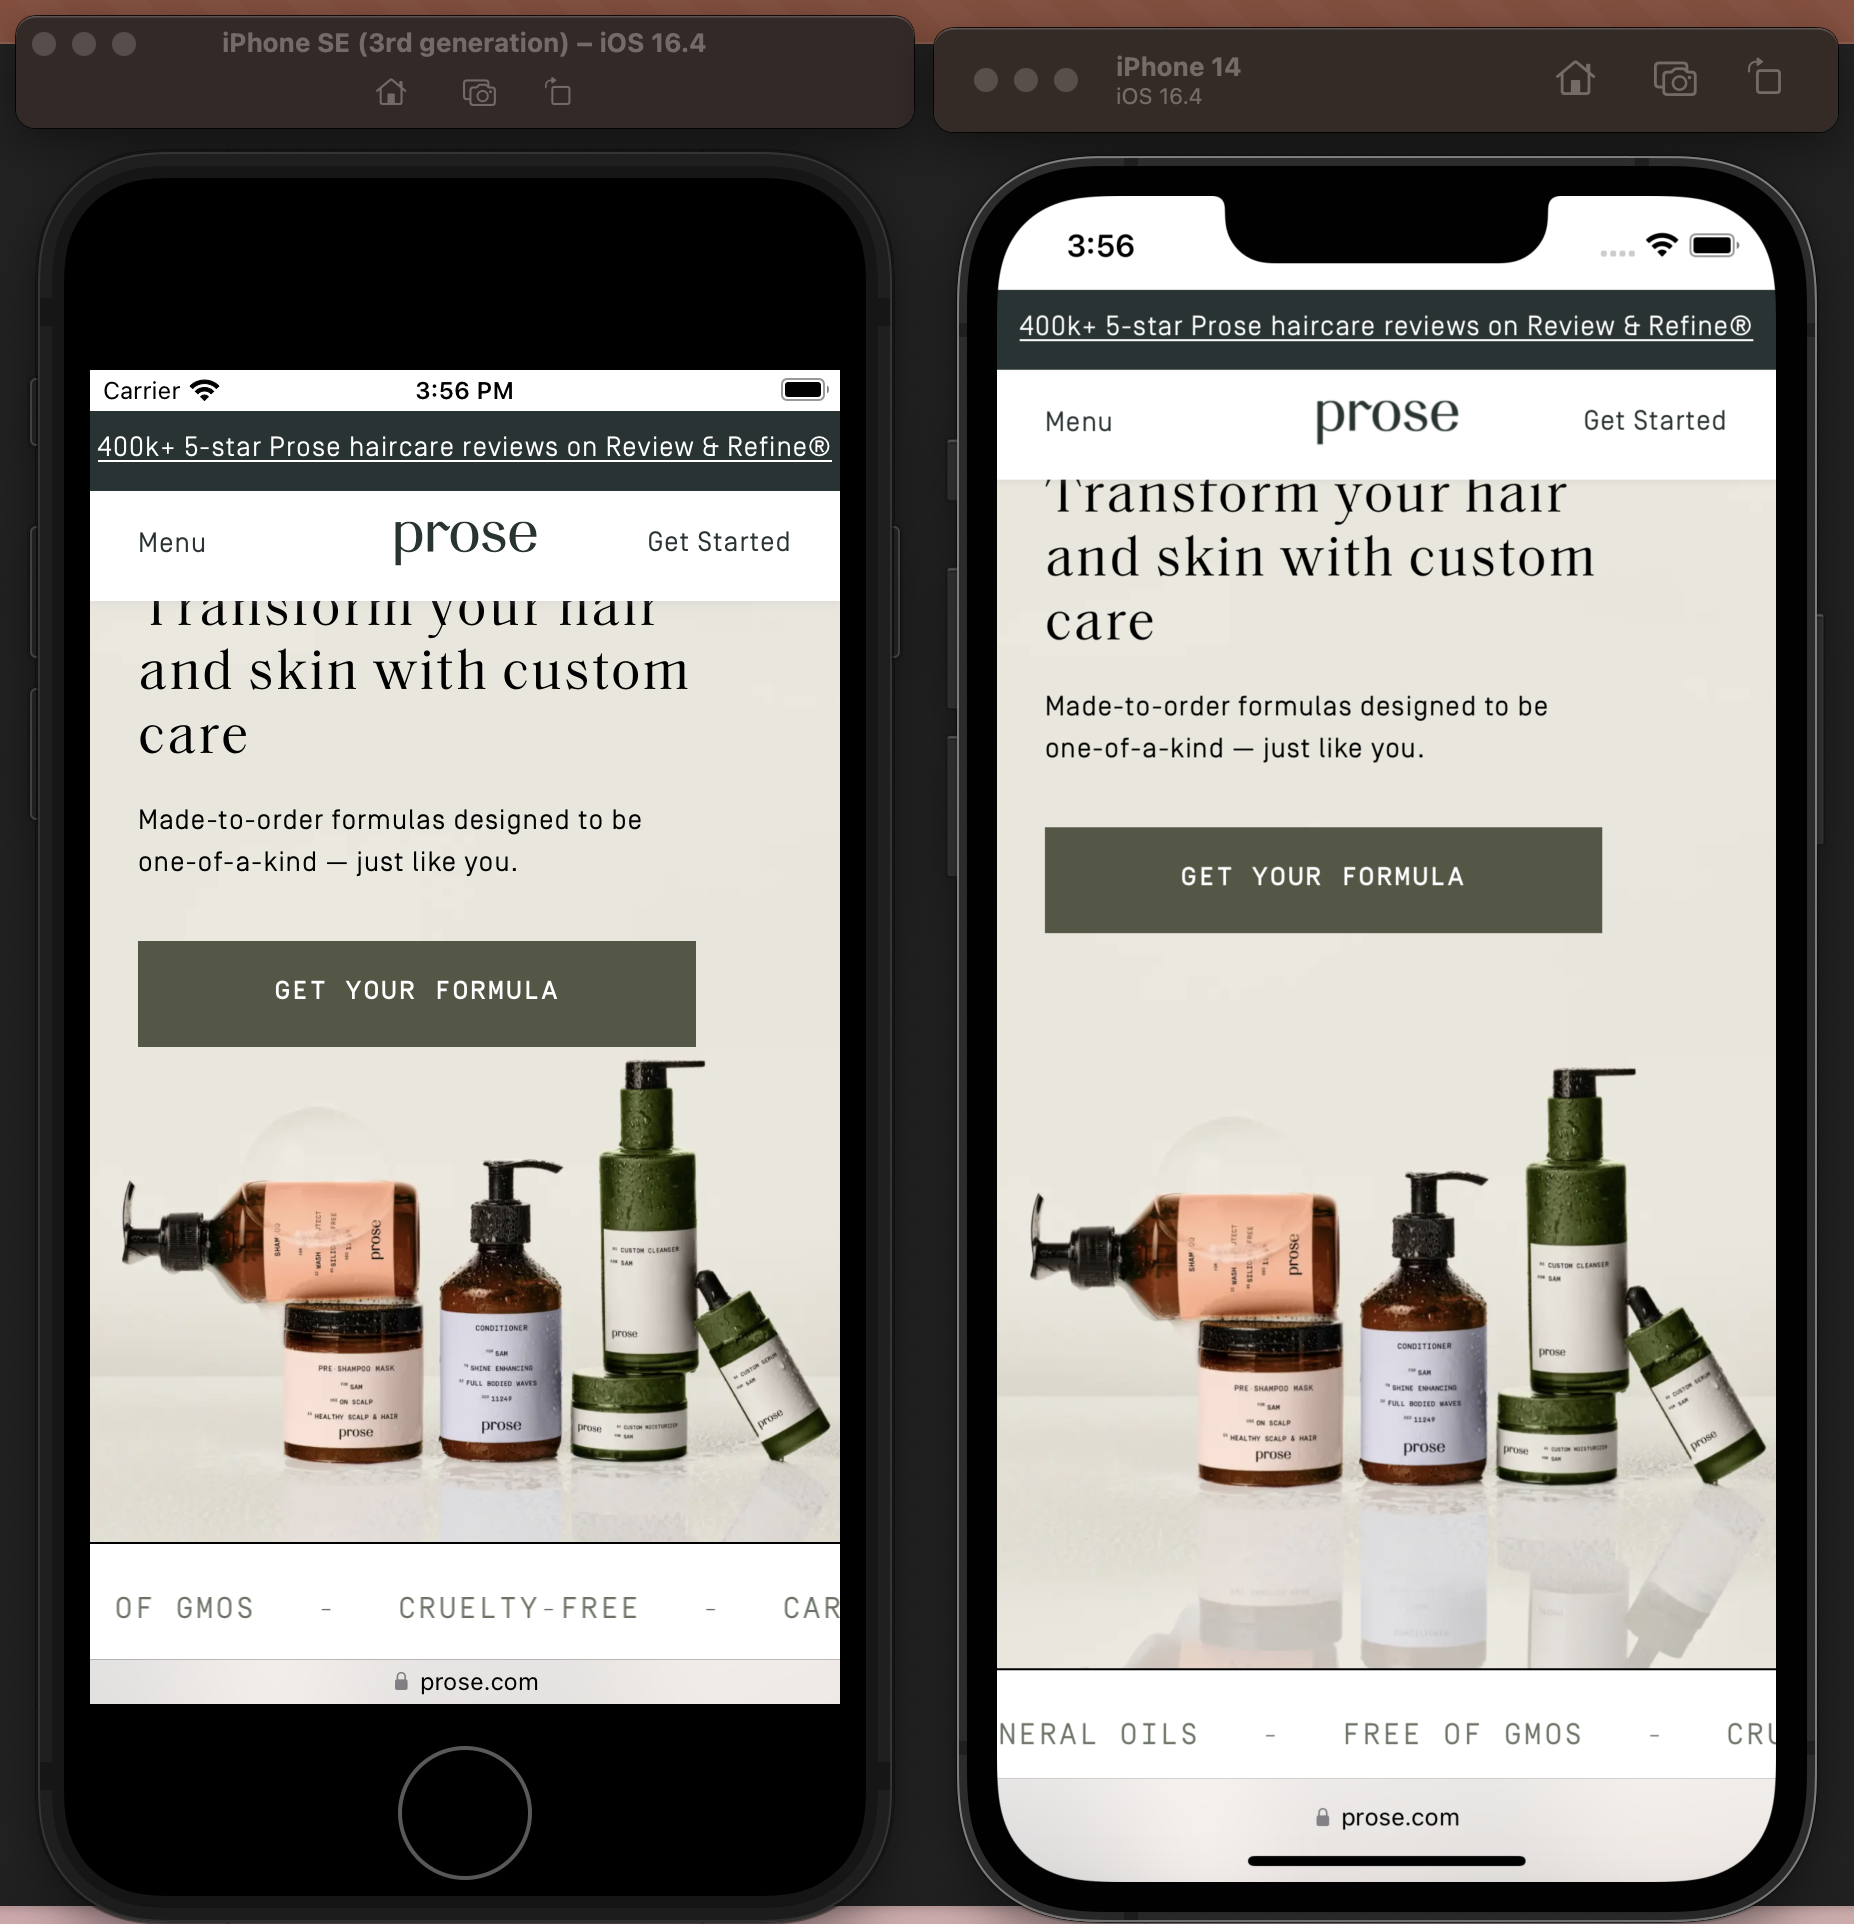 iPhone SE (3rd generation) – iOS 16.4
Carrier
3:56 PM
400k+ 5-star Prose haircare reviews on Review & Refine®
Menu
prose
Get Started
Transform your hair
and skin with custom
care
Made-to-order formulas designed to be
one-of-a-kind — just like you.
GET YOUR FORMULA
prose
CUSTOM CLEANSER
SAM
prose
CONDITIONER
SAM
SHINE ENHANCING
FULL BODIED WAVES
11249
prose
PRE-SHAMPOO MASK
SAM
ON SCALP
HEALTHY SCALP & HAIR
prose
prose
CUSTOM MOISTURIZER
SAM
CUSTOM SERUM
SAM
prose
OF GMOS - CRUELTY-FREE - CAR
prose.com
iPhone 14
iOS 16.4
3:56
400k+ 5-star Prose haircare reviews on Review & Refine®
Menu
prose
Get Started
Transform your hair
and skin with custom
care
Made-to-order formulas designed to be
one-of-a-kind — just like you.
GET YOUR FORMULA
prose
CUSTOM CLEANSER
SAM
prose
CONDITIONER
SAM
SHINE ENHANCING
FULL BODIED WAVES
11249
prose
PRE-SHAMPOO MASK
SAM
ON SCALP
HEALTHY SCALP & HAIR
prose
prose
CUSTOM MOISTURIZER
SAM
CUSTOM SERUM
SAM
prose
NERAL OILS - FREE OF GMOS - CRU
prose.com